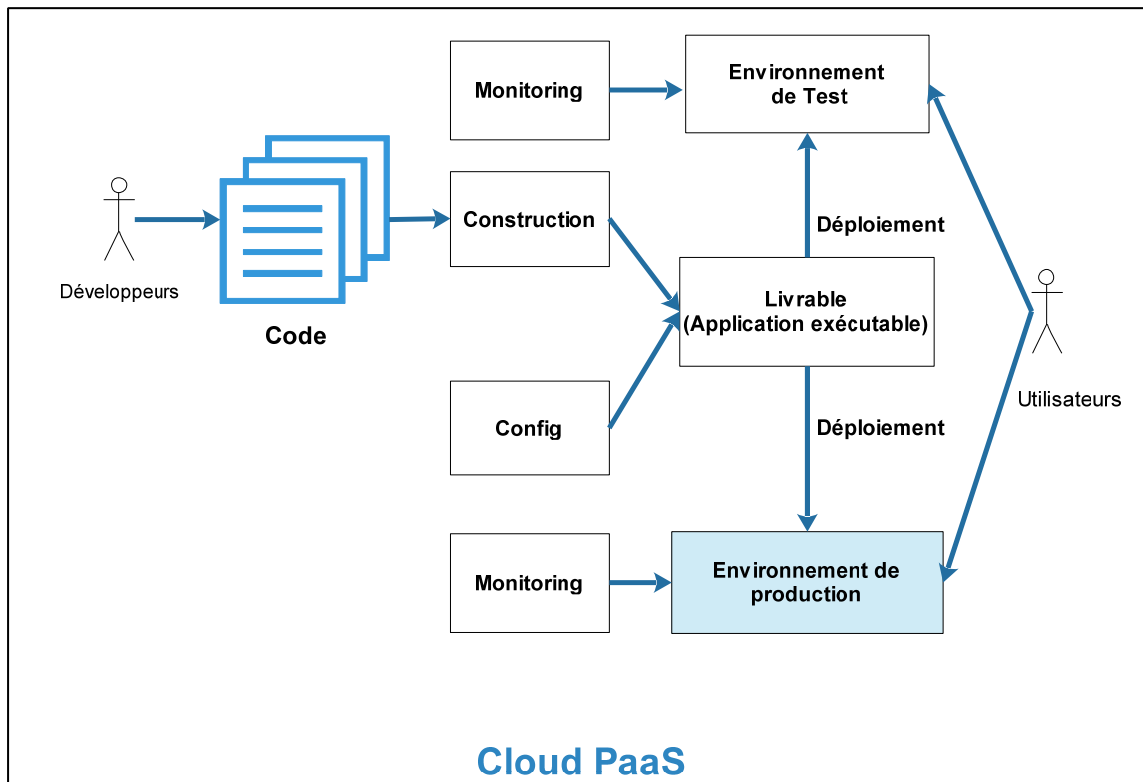 Monitoring
Environnement
de Test
Construction
Déploiement
Développeurs
Code
Livrable
(Application exécutable)
Utilisateurs
Config
Déploiement
Monitoring
Environnement de
production
Cloud PaaS